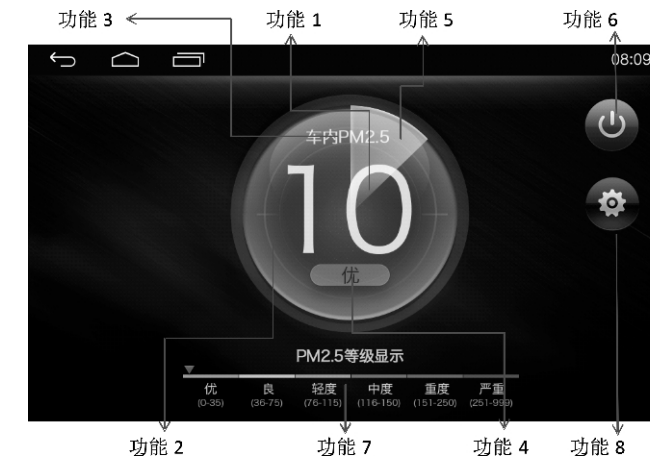 功能 3
功能 1
功能 5
功能 6
08:09
车内PM2.5
10
优
PM2.5等级显示
优 良 轻度 中度 重度 严重
(0-35) (36-75) (76-115) (116-150) (151-250) (251-999)
功能 2
功能 7
功能 4
功能 8